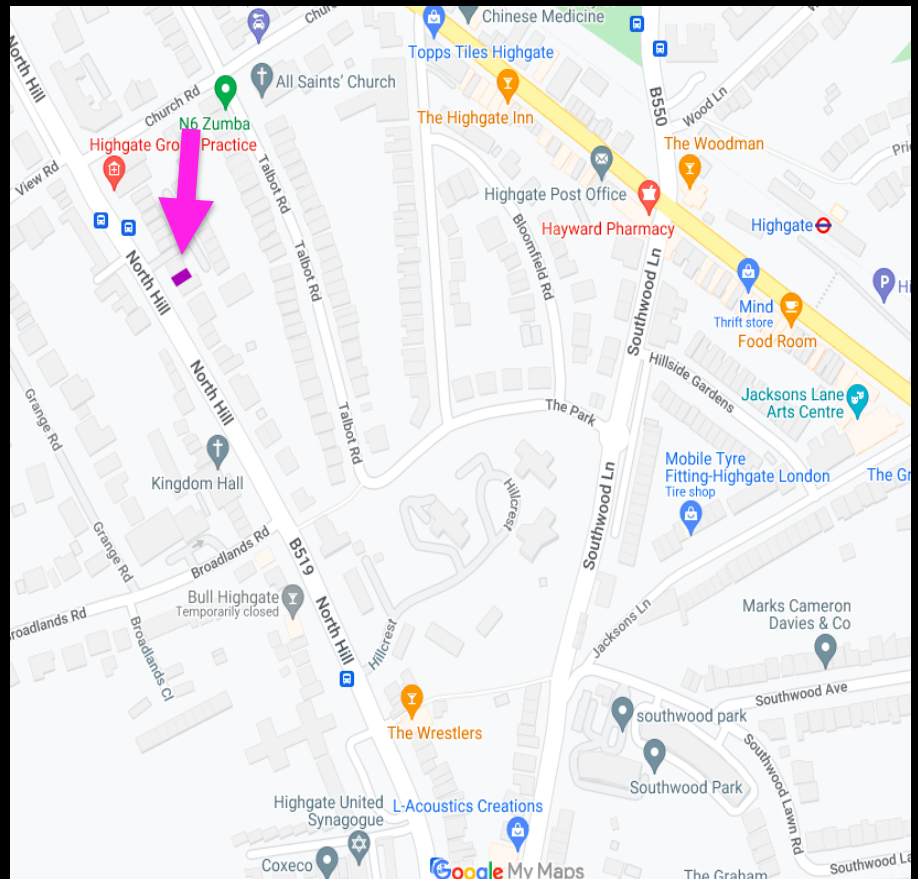 Church
Chinese Medicine
Topps Tiles Highgate
North Hill
All Saints' Church
Church Rd
B550
Wood Ln
The Highgate Inn
N6 Zumba
Highgate Practice
The Woodman
View Rd
Talbot Rd
Highgate Post Office
Bloomfield Rd
Hayward Pharmacy
Highgate
P
North Hill
Talbot Rd
Southwood Ln
Mind
Thrift store
Food Room
North Hill
Hillside Gardens
Grange Rd
Talbot Rd
The Park
Jacksons Lane
Arts Centre
Kingdom Hall
Mobile Tyre
Fitting-Highgate London
Tire shop
Hillcrest
Southwood Ln
Grange Rd
Broadlands Rd
B519
Bull Highgate
Temporarily closed
roadlands Rd
North Hill
Hillcrest
Jacksons Ln
Marks Cameron
Davies & Co
Broadlands Cl
Southwood Ave
southwood park
The Wrestlers
Southwood Park
Southwood Lawn Rd
Highgate United
Synagogue
L-Acoustics Creations
Coxeco
Google My Maps
The Graham
Southwood La